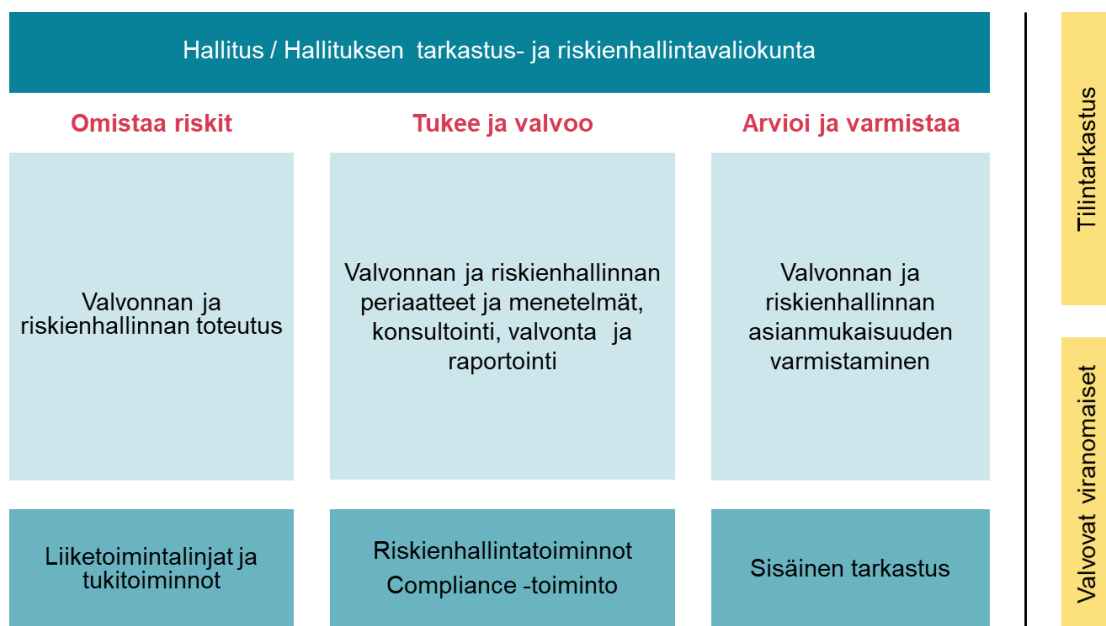 Hallitus / Hallituksen tarkastus- ja riskienhallintavaliokunta
Omistaa riskit
Tukee ja valvoo
Arvioi ja varmistaa
Valvonnan ja
riskienhallinnan toteutus
Valvonnan ja riskienhallinnan
periaatteet ja menetelmät,
konsultointi, valvonta ja
raportointi
Valvonnan ja
riskienhallinnan
asianmukaisuuden
varmistaminen
Liiketoimintalinjat ja
tukitoiminnot
Riskienhallintatoiminnot
Compliance -toiminto
Sisäinen tarkastus
Tilintarkastus
Valvovat viranomaiset